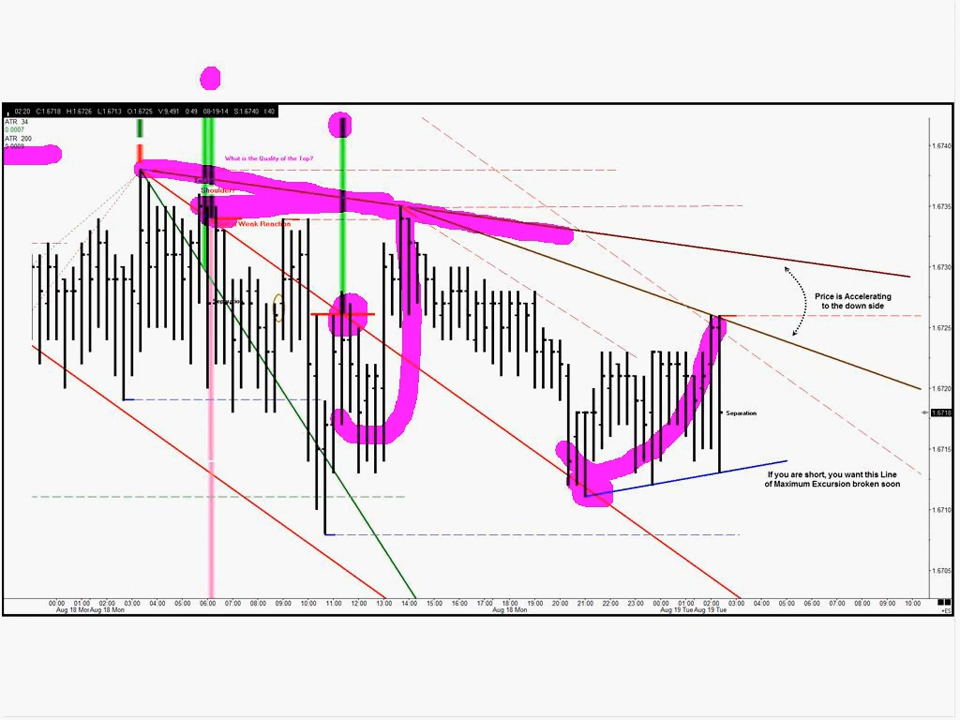 02:20 C:1.6718 H:1.6726 L:1.6713 O:1.6725 V:9,491 0:49 08-19-14 S:1.6740 I:40
ATR 34
0.0007
ATR 200
What is the Quality of the Top?
Shoulder?
Weak Reaction
Separation
Price is Accelerating
to the down side
Separation
If you are short, you want this Line
of Maximum Excursion broken soon
1.6740
1.6735
1.6730
1.6725
1.6720
1.6718
1.6715
1.6710
1.6705
00:00 01:00 02:00 03:00 04:00 05:00 06:00 07:00 08:00 09:00 10:00 11:00 12:00 13:00 14:00 15:00 16:00 17:00 18:00 19:00 20:00 21:00 22:00 23:00 00:00 01:00 02:00 03:00 04:00 05:00 06:00 07:00 08:00 09:00 10:00
Aug 18 Mon Aug 18 Mon Aug 18 Mon Aug 19 Tue Aug 19 Tue